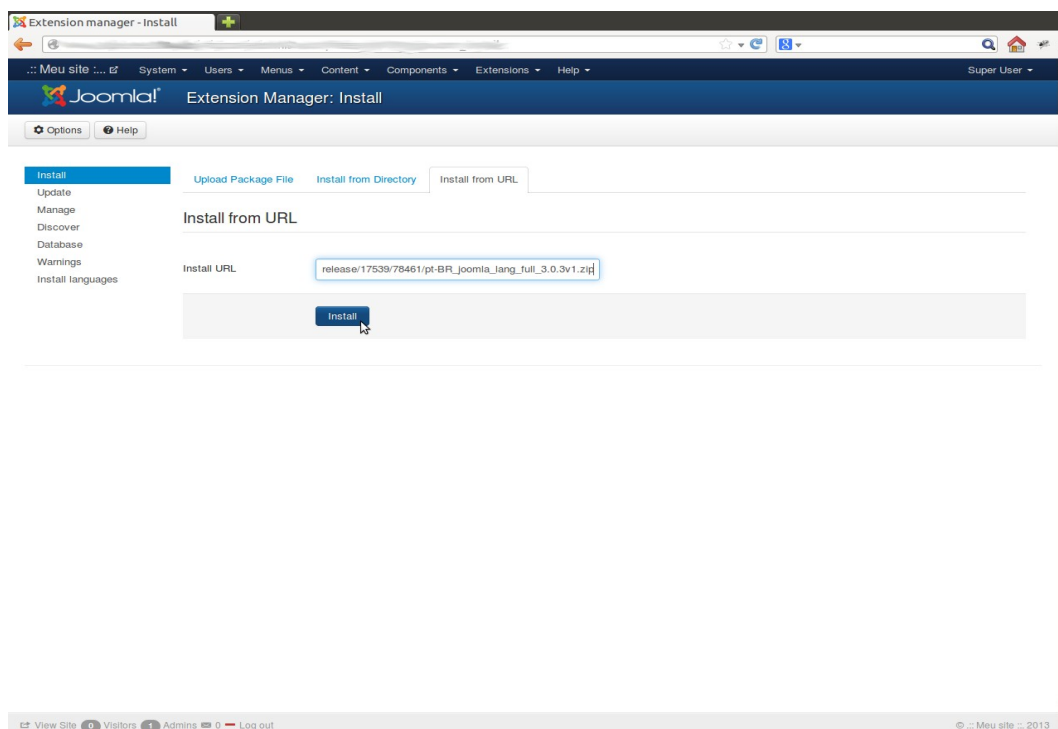 Extension manager - Install
.:: Meu site :... System Users Menus Content Components Extensions Help Super User
Joomla! Extension Manager: Install
Options Help
Install
Update
Manage
Discover
Database
Warnings
Install languages
Upload Package File Install from Directory Install from URL
Install from URL
Install URL release/17539/78461/pt-BR_joomla_lang_full_3.0.3v1.zip
Install
View Site 0 Visitors 1 Admins 0 Log out © .:: Meu site ::. 2013